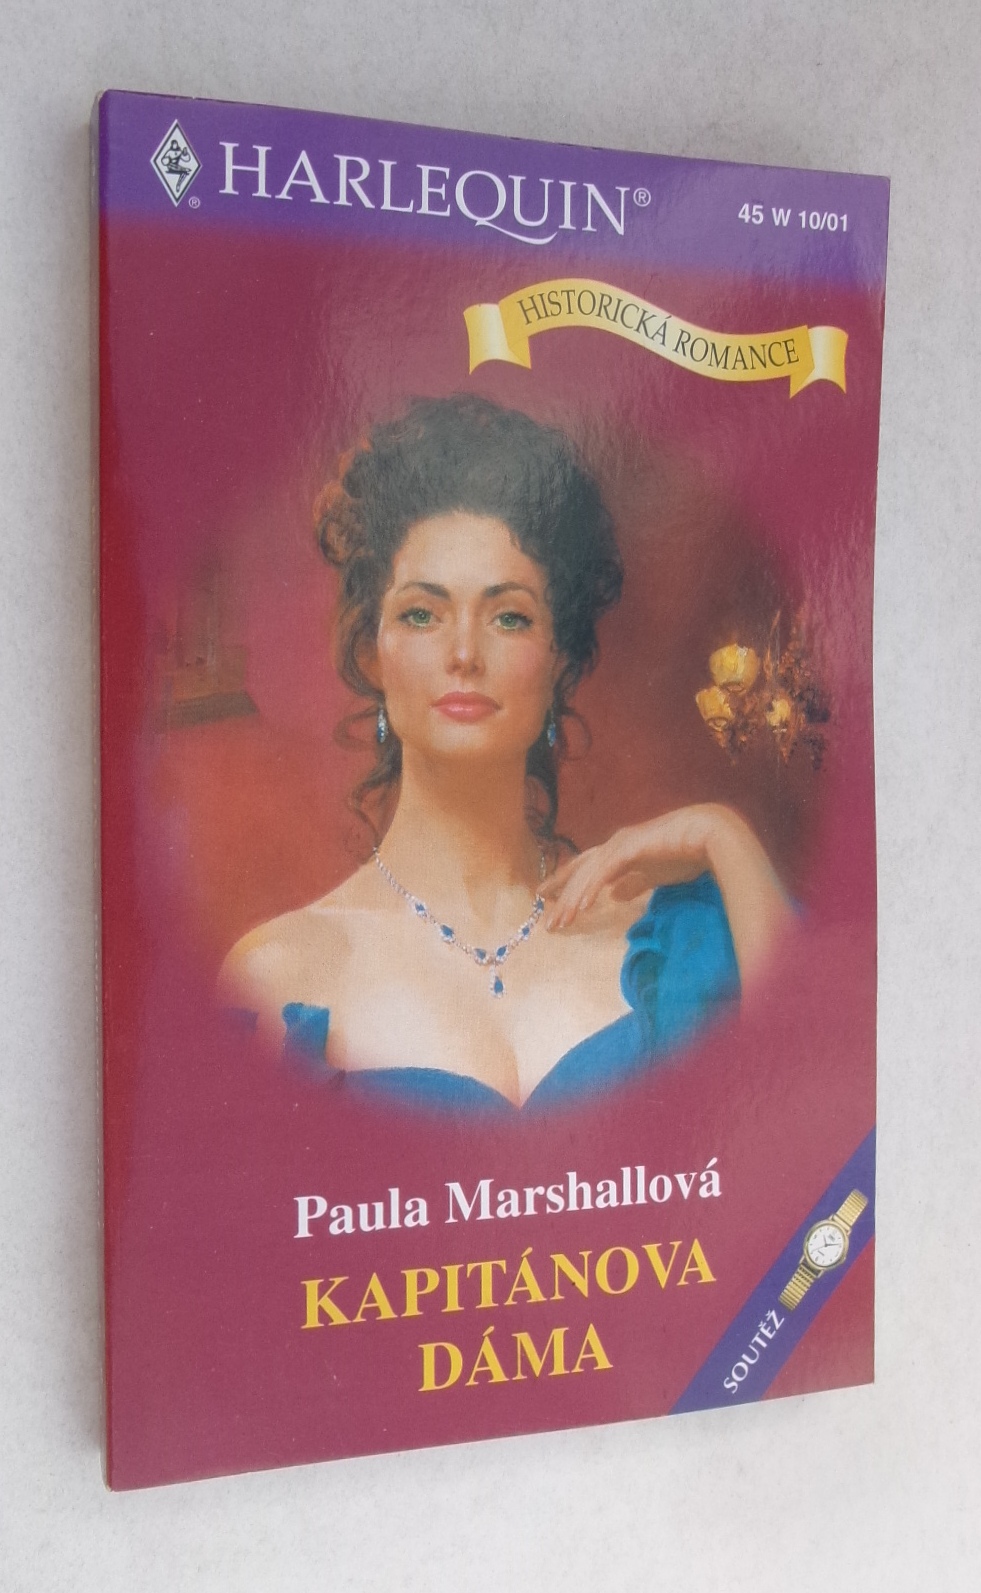 HARLEQUIN®
®
45 W 10/01
HISTORICKÁ ROMANCE
Paula Marshallová
KAPITÁNOVA
DÁMA
SOUTĚŽ